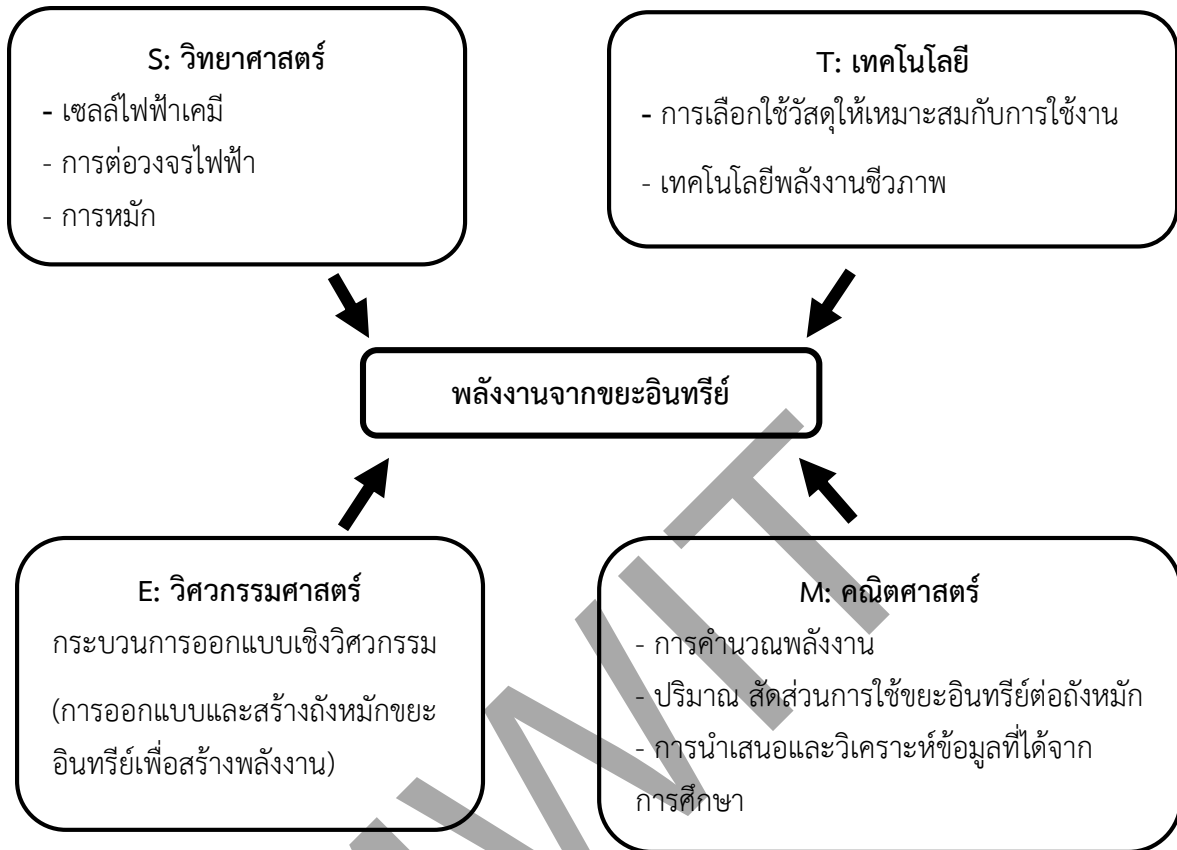 S: วิทยาศาสตร์
- เซลล์ไฟฟ้าเคมี
- การต่อวงจรไฟฟ้า
- การหมัก
T: เทคโนโลยี
- การเลือกใช้วัสดุให้เหมาะสมกับการใช้งาน
- เทคโนโลยีพลังงานชีวภาพ
พลังงานจากขยะอินทรีย์
E: วิศวกรรมศาสตร์
กระบวนการออกแบบเชิงวิศวกรรม
(การออกแบบและสร้างถังหมักขยะ
อินทรีย์เพื่อสร้างพลังงาน)
M: คณิตศาสตร์
- การคำนวณพลังงาน
- ปริมาณ สัดส่วนการใช้ขยะอินทรีย์ต่อถังหมัก
- การนำเสนอและวิเคราะห์ข้อมูลที่ได้จาก
การศึกษา